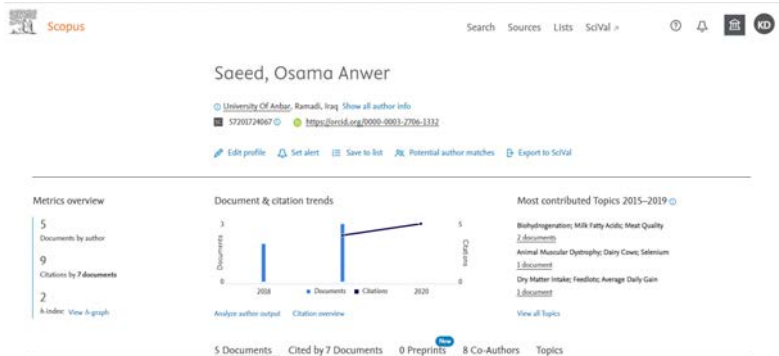 Scopus
Search Sources Lists SciVal ↗ KD
Saeed, Osama Anwer
University Of Anbar, Ramadi, Iraq Show all author info
57201724067 https://orcid.org/0000-0003-2706-1332
Edit profile Set alert Save to list Potential author matches Export to SciVal
Metrics overview
5
Documents by author
9
Citations by 7 documents
2
h-index: View h-graph
Document & citation trends
3
5
Documents
Citations
0
0
2018
2020
Documents Citations
Analyze author output Citation overview
Most contributed Topics 2015–2019
Biohydrogenation; Milk Fatty Acids; Meat Quality
2 documents
Animal Muscular Dystrophy; Dairy Cows; Selenium
1 document
Dry Matter Intake; Feedlots; Average Daily Gain
1 document
View all Topics
New
5 Documents Cited by 7 Documents 0 Preprints 8 Co-Authors Topics